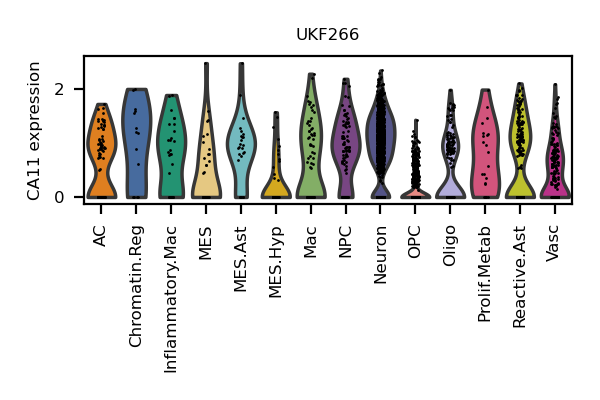 UKF266
CA11 expression
2
0
AC
Chromatin.Reg
Inflammatory.Mac
MES
MES.Ast
MES.Hyp
Mac
NPC
Neuron
OPC
Oligo
Prolif.Metab
Reactive.Ast
Vasc